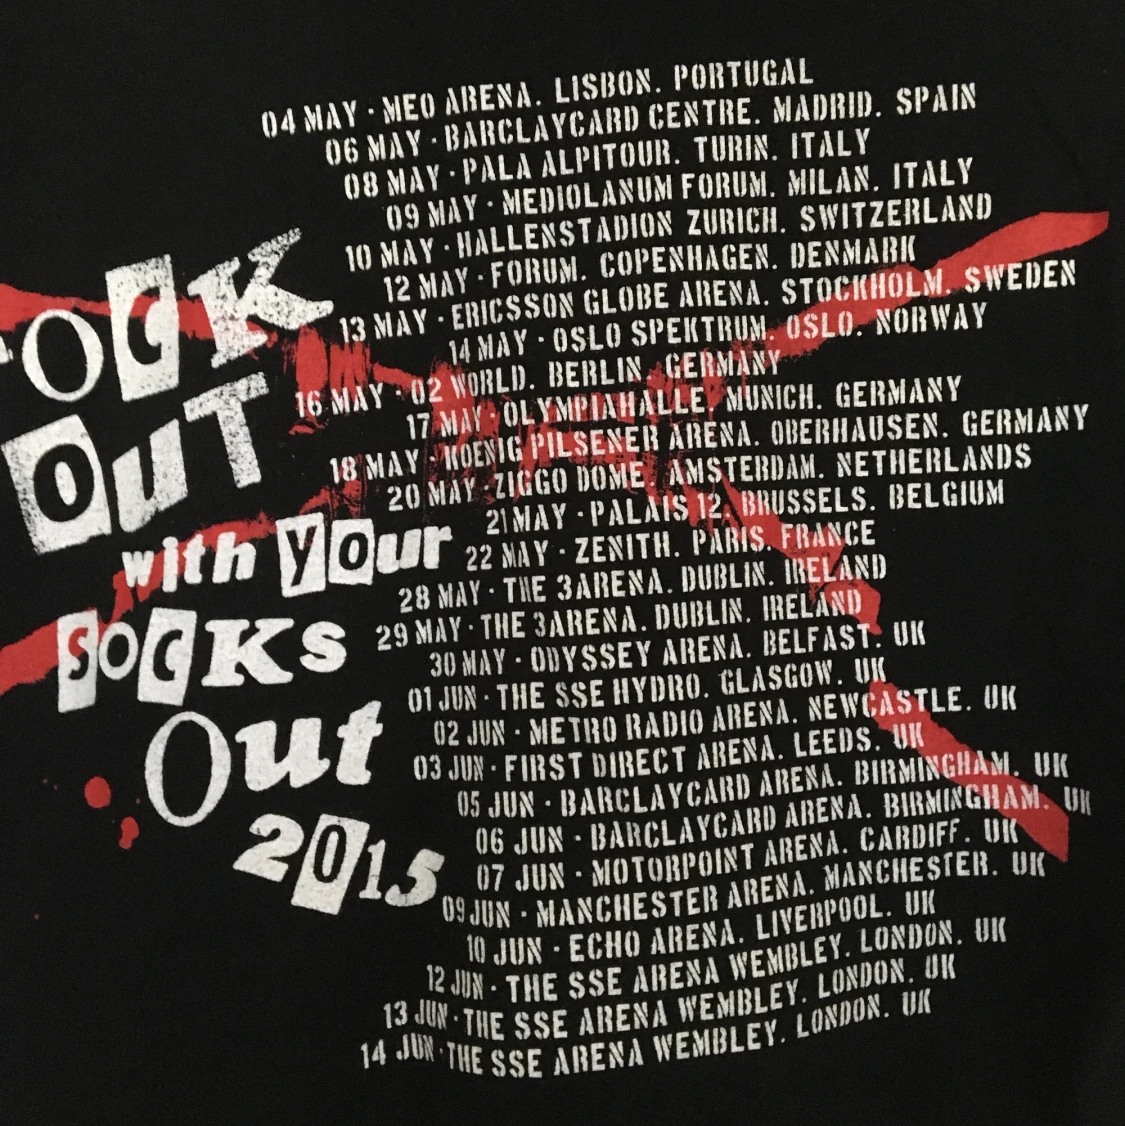 04 MAY · MEO ARENA. LISBON. PORTUGAL
06 MAY · BARCLAYCARD CENTRE. MADRID. SPAIN
08 MAY · PALA ALPITOUR. TURIN. ITALY
09 MAY · MEDIOLANUM FORUM. MILAN. ITALY
10 MAY · HALLENSTADION ZURICH. SWITZERLAND
12 MAY · FORUM. COPENHAGEN. DENMARK
13 MAY · ERICSSON GLOBE ARENA. STOCKHOLM. SWEDEN
14 MAY · OSLO SPEKTRUM. OSLO. NORWAY
16 MAY · 02 WORLD. BERLIN. GERMANY
17 MAY · OLYMPIAHALLE. MUNICH. GERMANY
18 MAY · KOENIG PILSENER ARENA. OBERHAUSEN. GERMANY
20 MAY · ZIGGO DOME. AMSTERDAM. NETHERLANDS
21 MAY · PALAIS 12. BRUSSELS. BELGIUM
22 MAY · ZENITH. PARIS. FRANCE
28 MAY · THE 3ARENA. DUBLIN. IRELAND
29 MAY · THE 3ARENA. DUBLIN. IRELAND
30 MAY · ODYSSEY ARENA. BELFAST. UK
01 JUN · THE SSE HYDRO. GLASGOW. UK
02 JUN · METRO RADIO ARENA. NEWCASTLE. UK
03 JUN · FIRST DIRECT ARENA. LEEDS. UK
05 JUN · BARCLAYCARD ARENA. BIRMINGHAM. UK
06 JUN · BARCLAYCARD ARENA. BIRMINGHAM. UK
07 JUN · MOTORPOINT ARENA. CARDIFF. UK
09 JUN · MANCHESTER ARENA. MANCHESTER. UK
10 JUN · ECHO ARENA. LIVERPOOL. UK
12 JUN · THE SSE ARENA WEMBLEY. LONDON. UK
13 JUN · THE SSE ARENA WEMBLEY. LONDON. UK
14 JUN · THE SSE ARENA WEMBLEY. LONDON. UK
OCK
OuT
with your
SOCKs
Out
2015